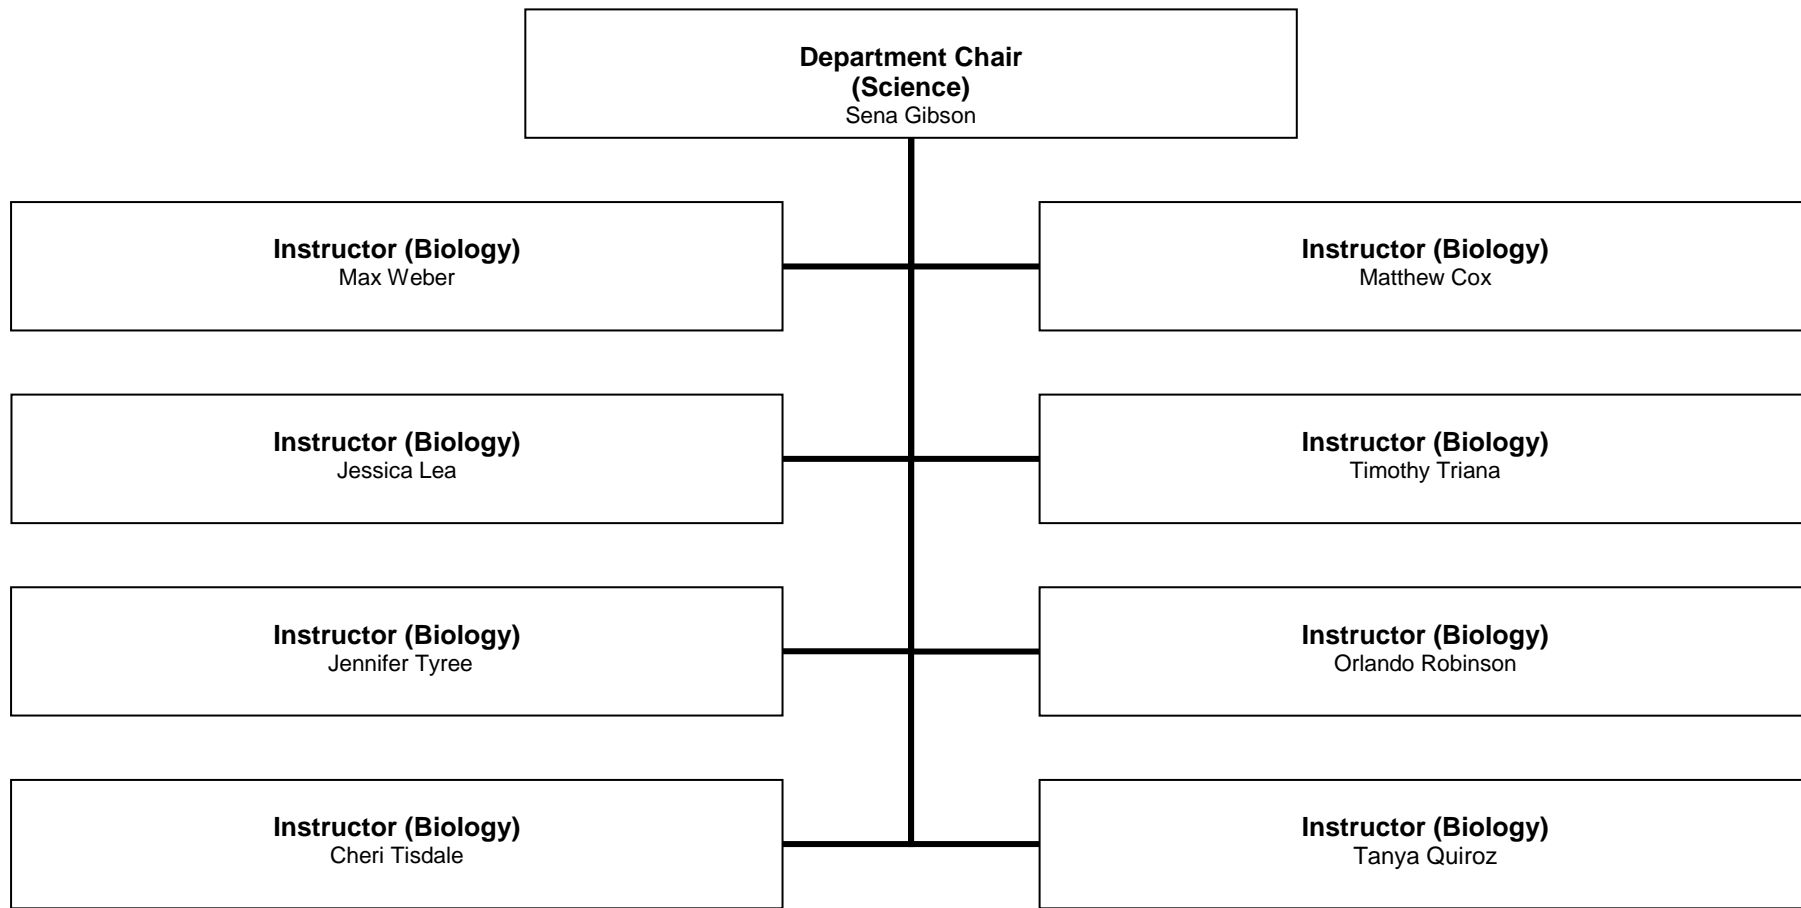 Department Chair
(Science)
Sena Gibson
Instructor (Biology)
Max Weber
Instructor (Biology)
Matthew Cox
Instructor (Biology)
Jessica Lea
Instructor (Biology)
Timothy Triana
Instructor (Biology)
Jennifer Tyree
Instructor (Biology)
Orlando Robinson
Instructor (Biology)
Cheri Tisdale
Instructor (Biology)
Tanya Quiroz